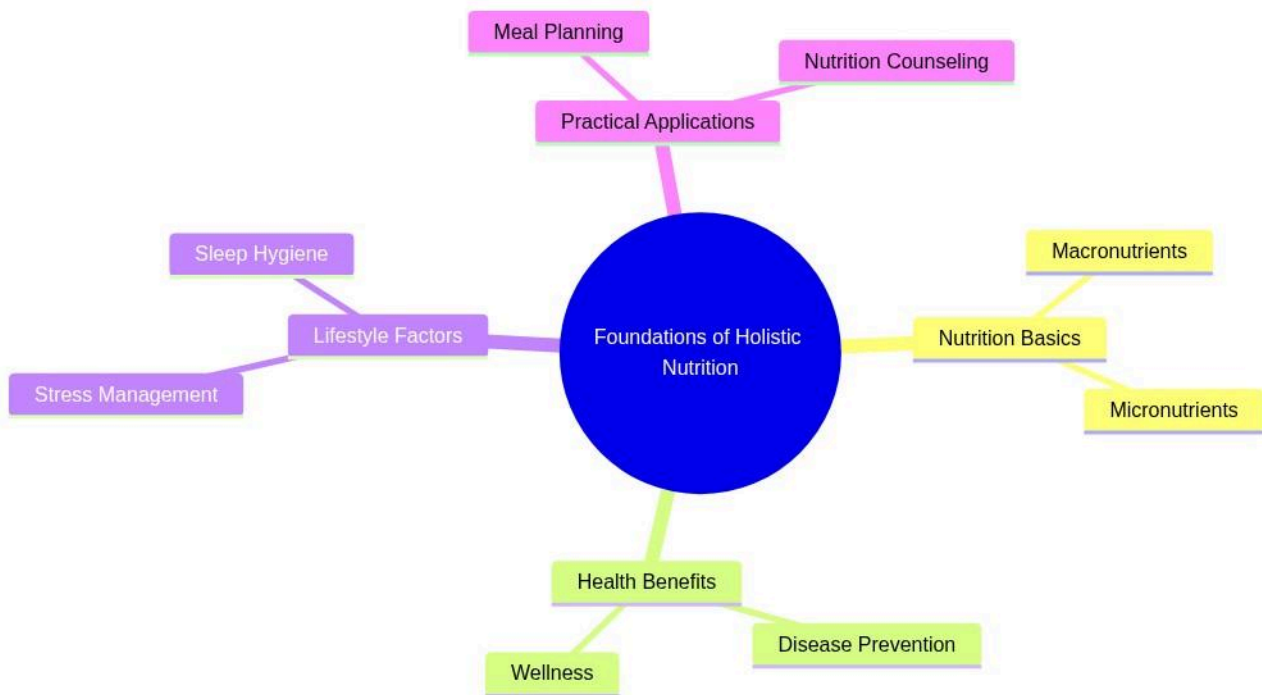 Meal Planning
Nutrition Counseling
Practical Applications
Sleep Hygiene
Macronutrients
Lifestyle Factors
Foundations of Holistic
Nutrition
Nutrition Basics
Stress Management
Micronutrients
Health Benefits
Disease Prevention
Wellness